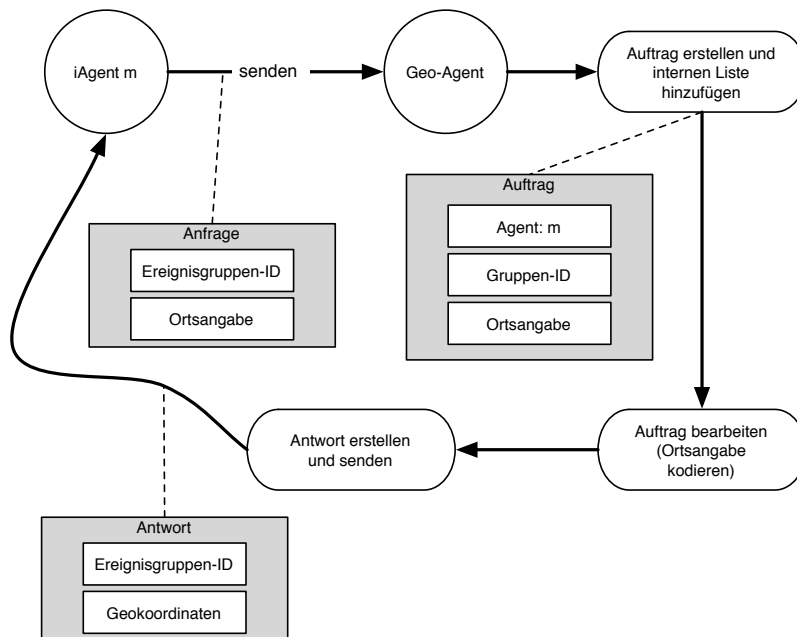 iAgent m
senden
Geo-Agent
Auftrag erstellen und
internen Liste
hinzufügen
Anfrage
Ereignisgruppen-ID
Ortsangabe
Auftrag
Agent: m
Gruppen-ID
Ortsangabe
Antwort erstellen
und senden
Auftrag bearbeiten
(Ortsangabe
kodieren)
Antwort
Ereignisgruppen-ID
Geokoordinaten